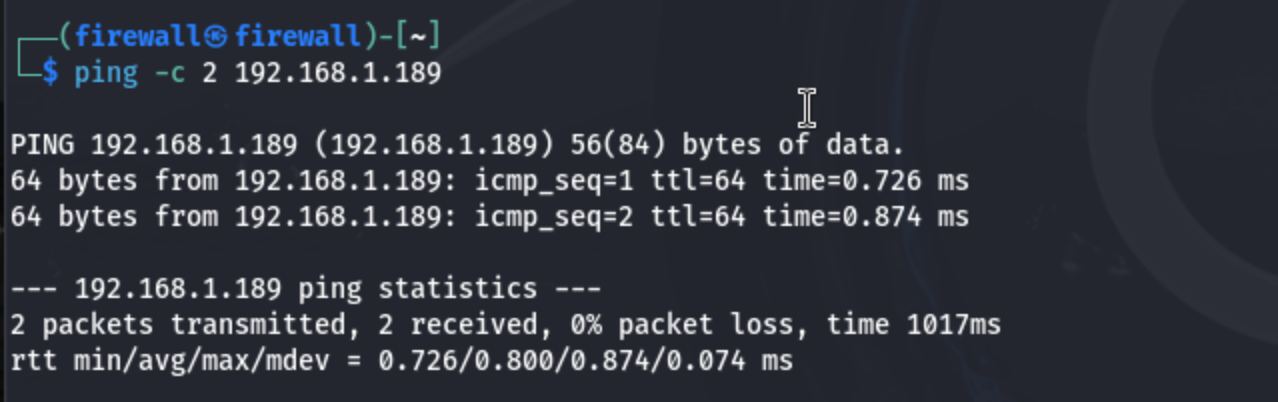 ┌──(firewall㉿firewall)-[~]
└─$ ping -c 2 192.168.1.189
PING 192.168.1.189 (192.168.1.189) 56(84) bytes of data.
64 bytes from 192.168.1.189: icmp_seq=1 ttl=64 time=0.726 ms
64 bytes from 192.168.1.189: icmp_seq=2 ttl=64 time=0.874 ms
--- 192.168.1.189 ping statistics ---
2 packets transmitted, 2 received, 0% packet loss, time 1017ms
rtt min/avg/max/mdev = 0.726/0.800/0.874/0.074 ms